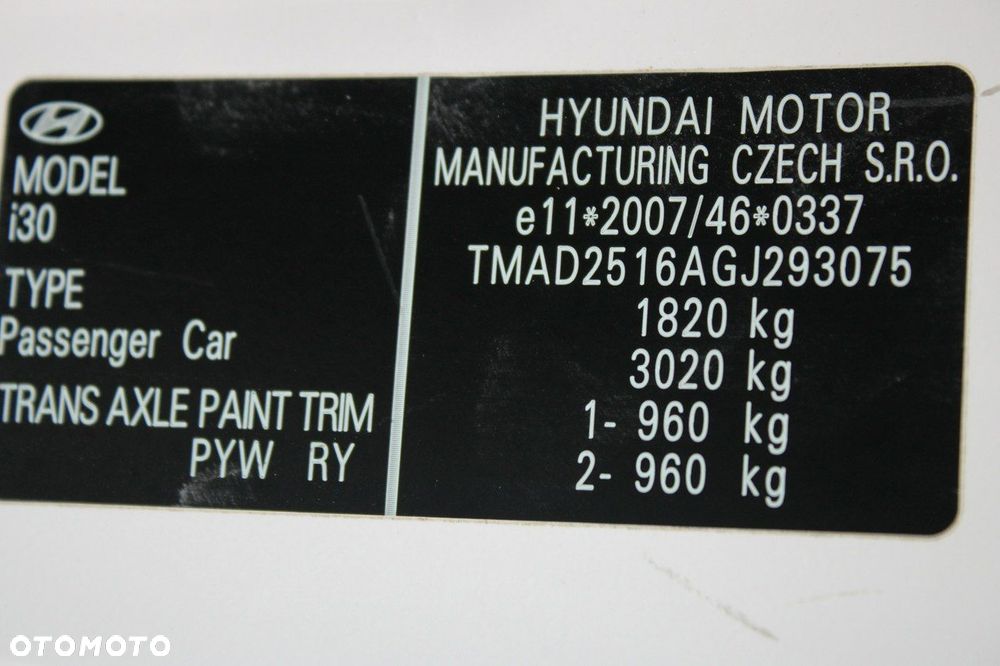 MODEL
i30
TYPE
Passenger Car
TRANS AXLE PAINT TRIM
PYW RY
HYUNDAI MOTOR
MANUFACTURING CZECH S.R.O.
e11*2007/46*0337
TMAD2516AGJ293075
1820 kg
3020 kg
1- 960 kg
2- 960 kg
OTOMOTO